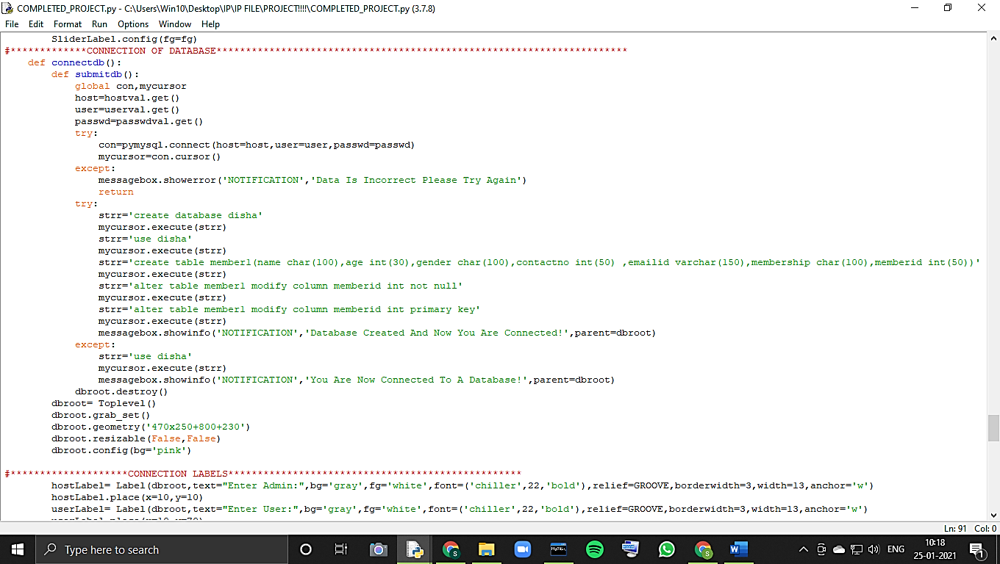 COMPLETED_PROJECT.py - C:\Users\Win10\Desktop\IP\IP FILE\PROJECT!!!!\COMPLETED_PROJECT.py (3.7.8)
File Edit Format Run Options Window Help
        SliderLabel.config(fg=fg)
#*************CONNECTION OF DATABASE**********************************************************************
    def connectdb():
        def submitdb():
            global con,mycursor
            host=hostval.get()
            user=userval.get()
            passwd=passwdval.get()
            try:
                con=pymysql.connect(host=host,user=user,passwd=passwd)
                mycursor=con.cursor()
            except:
                messagebox.showerror('NOTIFICATION','Data Is Incorrect Please Try Again')
                return
            try:
                strr='create database disha'
                mycursor.execute(strr)
                strr='use disha'
                mycursor.execute(strr)
                strr='create table member1(name char(100),age int(30),gender char(100),contactno int(50) ,emailid varchar(150),membership char(100),memberid int(50))'
                mycursor.execute(strr)
                strr='alter table member1 modify column memberid int not null'
                mycursor.execute(strr)
                strr='alter table member1 modify column memberid int primary key'
                mycursor.execute(strr)
                messagebox.showinfo('NOTIFICATION','Database Created And Now You Are Connected!',parent=dbroot)
            except:
                strr='use disha'
                mycursor.execute(strr)
                messagebox.showinfo('NOTIFICATION','You Are Now Connected To A Database!',parent=dbroot)
            dbroot.destroy()
        dbroot= Toplevel()
        dbroot.grab_set()
        dbroot.geometry('470x250+800+230')
        dbroot.resizable(False,False)
        dbroot.config(bg='pink')
#********************CONNECTION LABELS**************************************************
        hostLabel= Label(dbroot,text="Enter Admin:",bg='gray',fg='white',font=('chiller',22,'bold'),relief=GROOVE,borderwidth=3,width=13,anchor='w')
        hostLabel.place(x=10,y=10)
        userLabel= Label(dbroot,text="Enter User:",bg='gray',fg='white',font=('chiller',22,'bold'),relief=GROOVE,borderwidth=3,width=13,anchor='w')
Ln: 91 Col: 0
Type here to search
ENG
10:18
25-01-2021
1